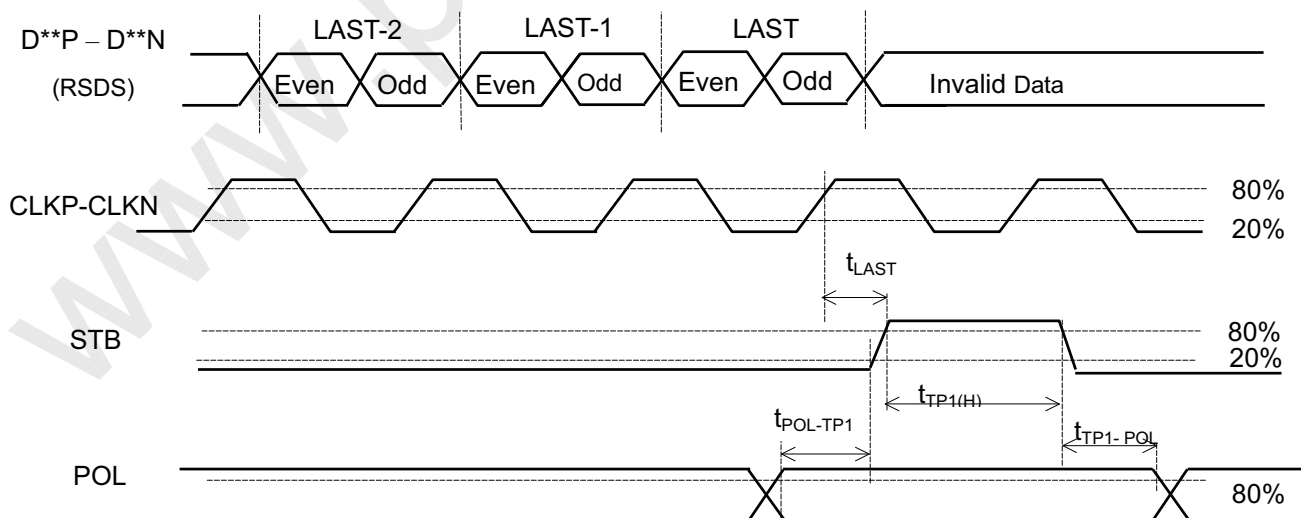 LAST-2 LAST-1 LAST
D**P – D**N
(RSDS)
Even Odd Even Odd Even Odd Invalid Data
CLKP-CLKN
80%
20%
tLAST
STB
80%
20%
tTP1(H)
tPOL-TP1
tTP1- POL
POL
80%
www.p